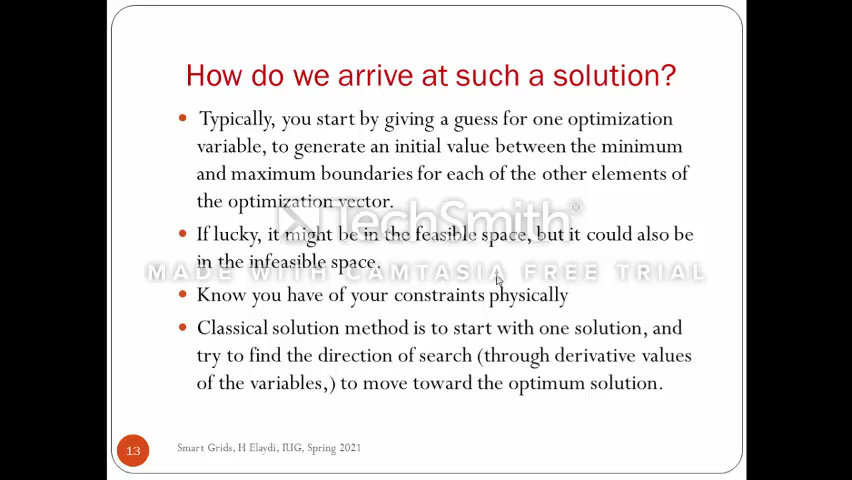 How do we arrive at such a solution?
• Typically, you start by giving a guess for one optimization
variable, to generate an initial value between the minimum
and maximum boundaries for each of the other elements of
the optimization vector.
TechSmith®
• If lucky, it might be in the feasible space, but it could also be
in the infeasible space.
MADE WITH CAMTASIA FREE TRIAL
• Know you have of your constraints physically
• Classical solution method is to start with one solution, and
try to find the direction of search (through derivative values
of the variables,) to move toward the optimum solution.
13
Smart Grids, H Elaydi, IUG, Spring 2021